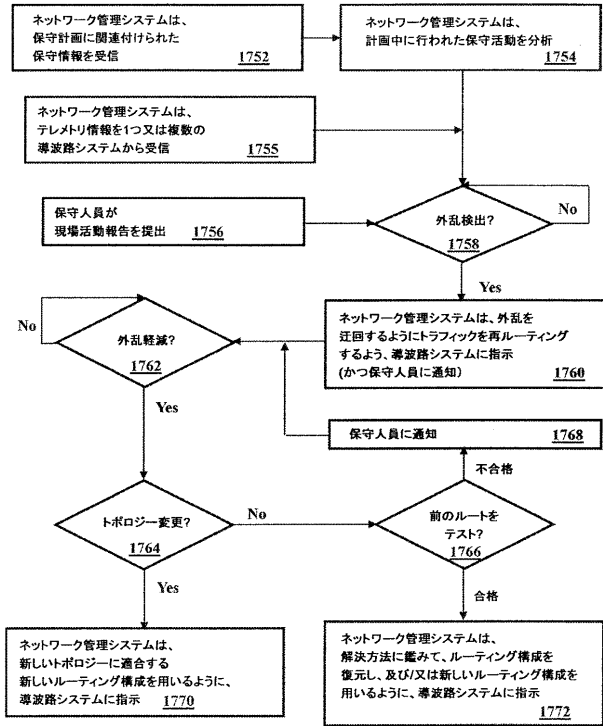 ネットワーク管理システムは、
保守計画に関連付けられた
保守情報を受信
1752
ネットワーク管理システムは、
計画中に行われた保守活動を分析
1754
ネットワーク管理システムは、
テレメトリ情報を1つ又は複数の
導波路システムから受信
1755
保守人員が
現場活動報告を提出
1756
外乱検出?
1758
No
Yes
ネットワーク管理システムは、外乱を
迂回するようにトラフィックを再ルーティング
するよう、導波路システムに指示
(かつ保守人員に通知)
1760
No
外乱軽減?
1762
Yes
保守人員に通知
1768
不合格
トポロジー変更?
1764
No
前のルートを
テスト?
1766
Yes
合格
ネットワーク管理システムは、
新しいトポロジーに適合する
新しいルーティング構成を用いるように、
導波路システムに指示
1770
ネットワーク管理システムは、
解決方法に鑑みて、ルーティング構成を
復元し、及び/又は新しいルーティング構成を
用いるように、導波路システムに指示
1772